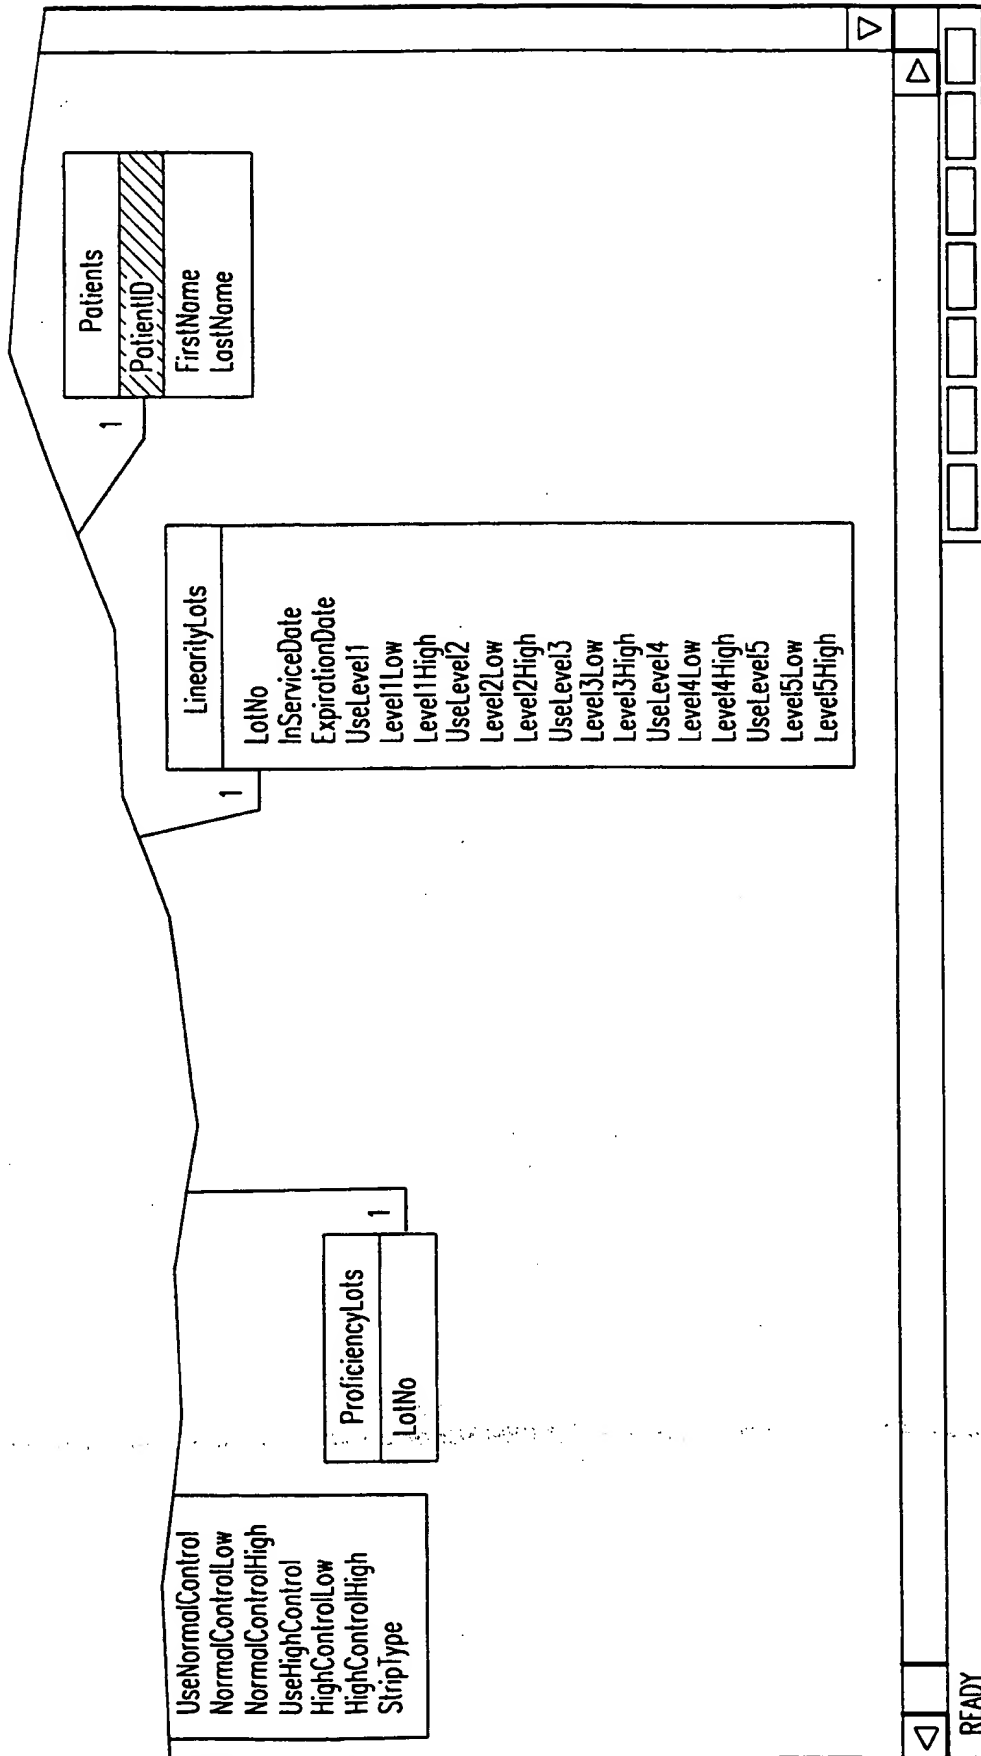 UseNormalControl
NormalControlLow
NormalControlHigh
UseHighControl
HighControlLow
HighControlHigh
StripType
ProficiencyLots
1
LotNo
LinearityLots
1
LotNo
InServiceDate
ExpirationDate
UseLevel1
Level1Low
Level1High
UseLevel2
Level2Low
Level2High
UseLevel3
Level3Low
Level3High
UseLevel4
Level4Low
Level4High
UseLevel5
Level5Low
Level5High
Patients
1
PatientID
FirstName
LastName
READY